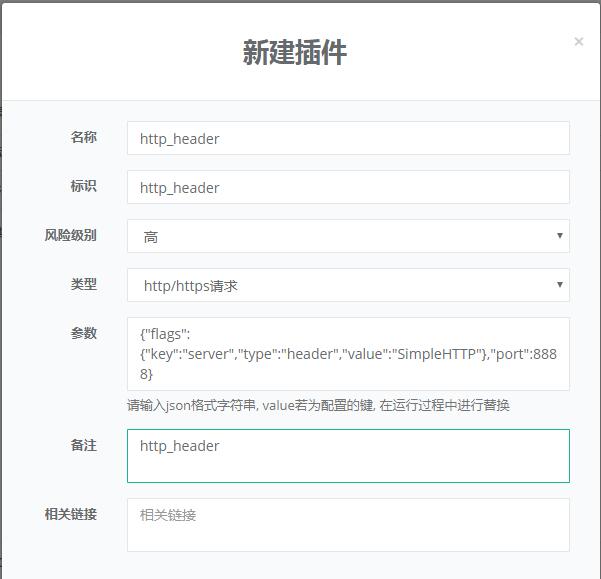 新建插件
×
名称
http_header
标识
http_header
风险级别
高
类型
http/https请求
参数
{"flags":
{"key":"server","type":"header","value":"SimpleHTTP"},"port":888
8}
请输入json格式字符串, value若为配置的键, 在运行过程中进行替换
备注
http_header
相关链接
相关链接